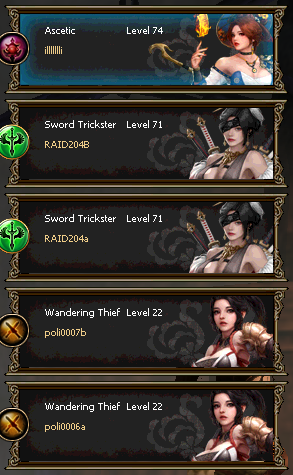 Ascetic Level 74
illllllli
Sword Trickster Level 71
RAID204B
Sword Trickster Level 71
RAID204a
Wandering Thief Level 22
poli0007b
Wandering Thief Level 22
poli0006a